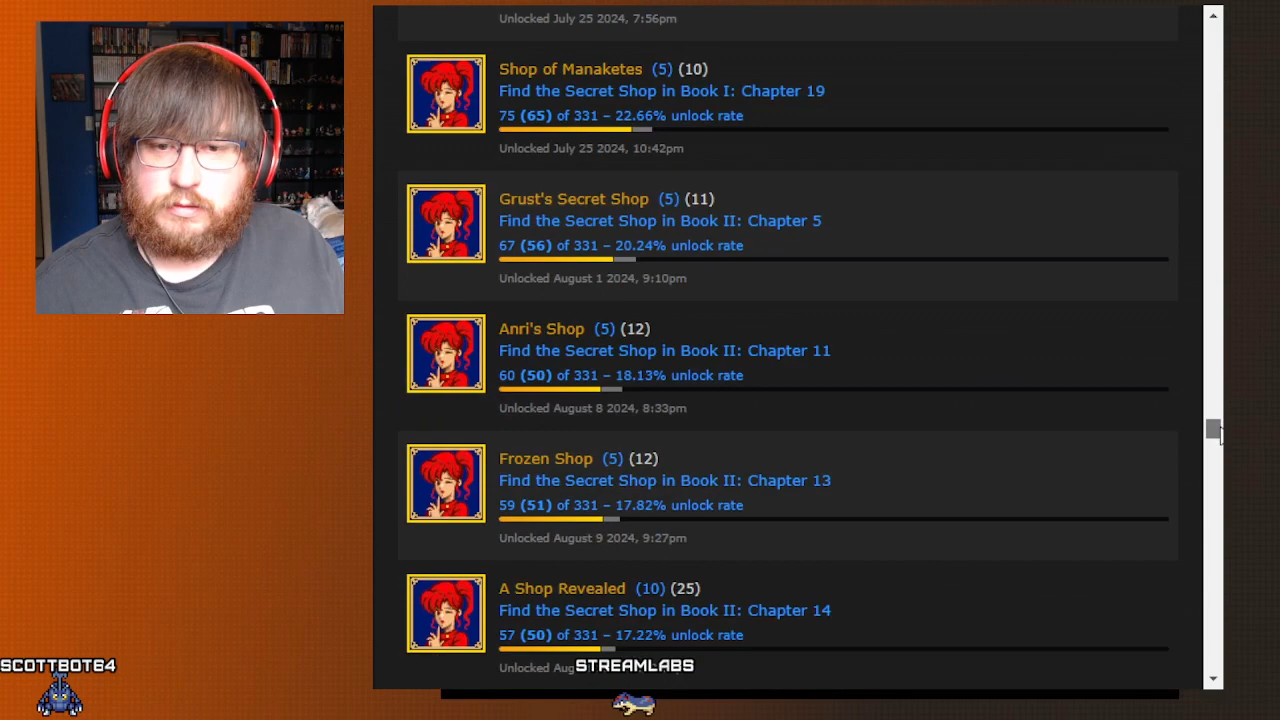 Unlocked July 25 2024, 7:56pm
Shop of Manaketes (5) (10)
Find the Secret Shop in Book I: Chapter 19
75 (65) of 331 – 22.66% unlock rate
Unlocked July 25 2024, 10:42pm
Grust's Secret Shop (5) (11)
Find the Secret Shop in Book II: Chapter 5
67 (56) of 331 – 20.24% unlock rate
Unlocked August 1 2024, 9:10pm
Anri's Shop (5) (12)
Find the Secret Shop in Book II: Chapter 11
60 (50) of 331 – 18.13% unlock rate
Unlocked August 8 2024, 8:33pm
Frozen Shop (5) (12)
Find the Secret Shop in Book II: Chapter 13
59 (51) of 331 – 17.82% unlock rate
Unlocked August 9 2024, 9:27pm
A Shop Revealed (10) (25)
Find the Secret Shop in Book II: Chapter 14
57 (50) of 331 – 17.22% unlock rate
Unlocked Aug
SCOTTBOT64
STREAMLABS